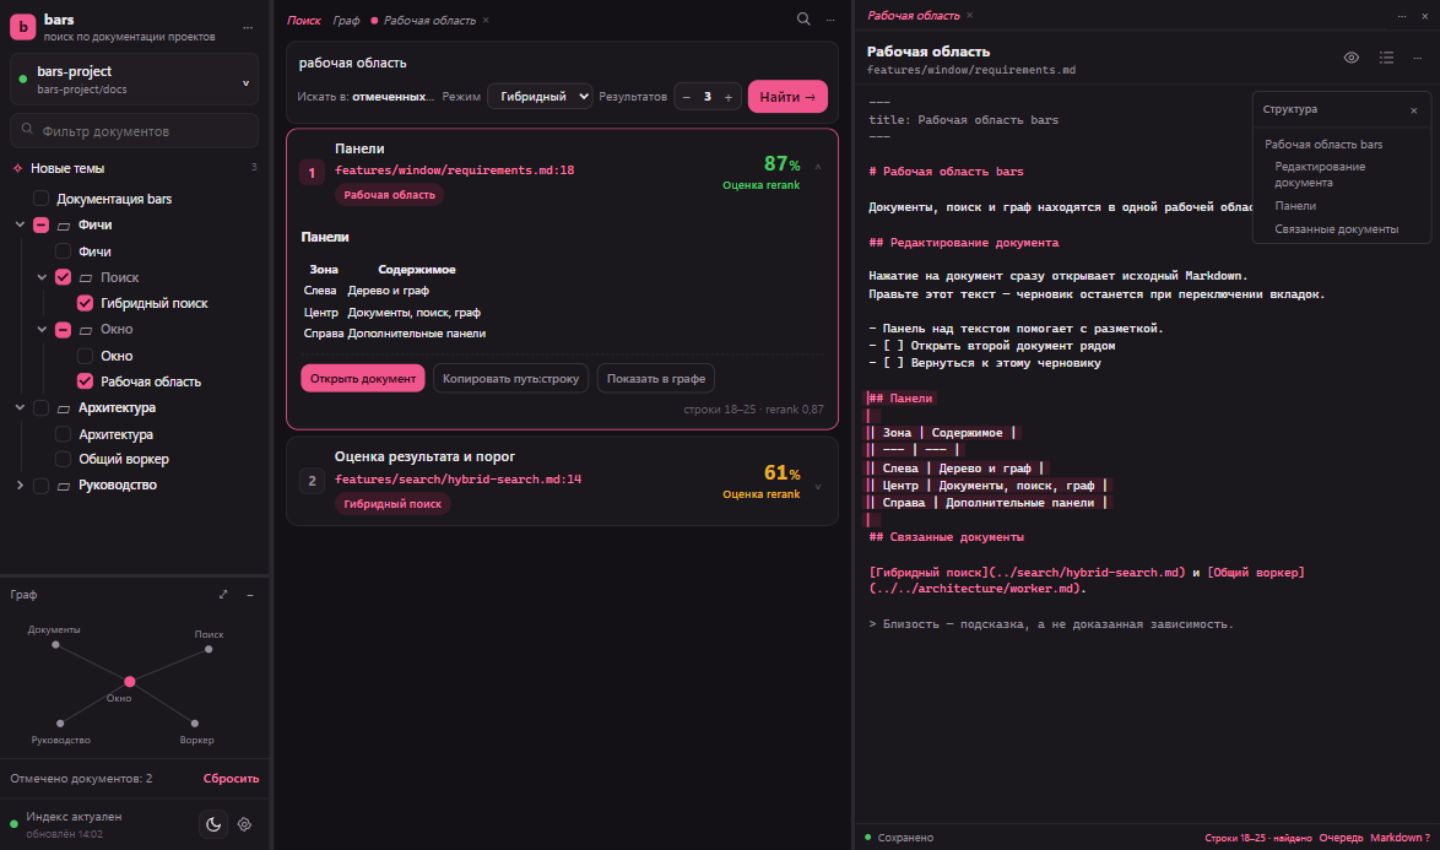 b bars
поиск по документации проектов
...
bars-project
bars-project/docs
Фильтр документов
Новые темы 3
Документация bars
Фичи
Фичи
Поиск
Гибридный поиск
Окно
Окно
Рабочая область
Архитектура
Архитектура
Общий воркер
Руководство
Граф
Документы
Поиск
Окно
Руководство
Воркер
Отмечено документов: 2 Сбросить
Индекс актуален
обновлён 14:02
Поиск Граф Рабочая область × ...
рабочая область
Искать в: отмеченных... Режим Гибридный Результатов − 3 + Найти →
1
Панели
features/window/requirements.md:18
Рабочая область
87%
Оценка rerank
Панели
Зона Содержимое
Слева Дерево и граф
Центр Документы, поиск, граф
Справа Дополнительные панели
Открыть документ Копировать путь:строку Показать в графе
строки 18–25 · rerank 0,87
2
Оценка результата и порог
features/search/hybrid-search.md:14
Гибридный поиск
61%
Оценка rerank
Рабочая область × ... ×
Рабочая область
features/window/requirements.md
...
---
title: Рабочая область bars
---
# Рабочая область bars
Документы, поиск и граф находятся в одной рабочей облас
## Редактирование документа
Нажатие на документ сразу открывает исходный Markdown.
Правьте этот текст — черновик останется при переключении вкладок.
- Панель над текстом помогает с разметкой.
- [ ] Открыть второй документ рядом
- [ ] Вернуться к этому черновику
## Панели
| Зона | Содержимое |
| --- | --- |
| Слева | Дерево и граф |
| Центр | Документы, поиск, граф |
| Справа | Дополнительные панели |
## Связанные документы
[Гибридный поиск](../search/hybrid-search.md) и [Общий воркер]
(../../architecture/worker.md).
> Близость — подсказка, а не доказанная зависимость.
Структура ×
Рабочая область bars
Редактирование
документа
Панели
Связанные документы
Сохранено
Строки 18–25 · найдено Очередь Markdown ?